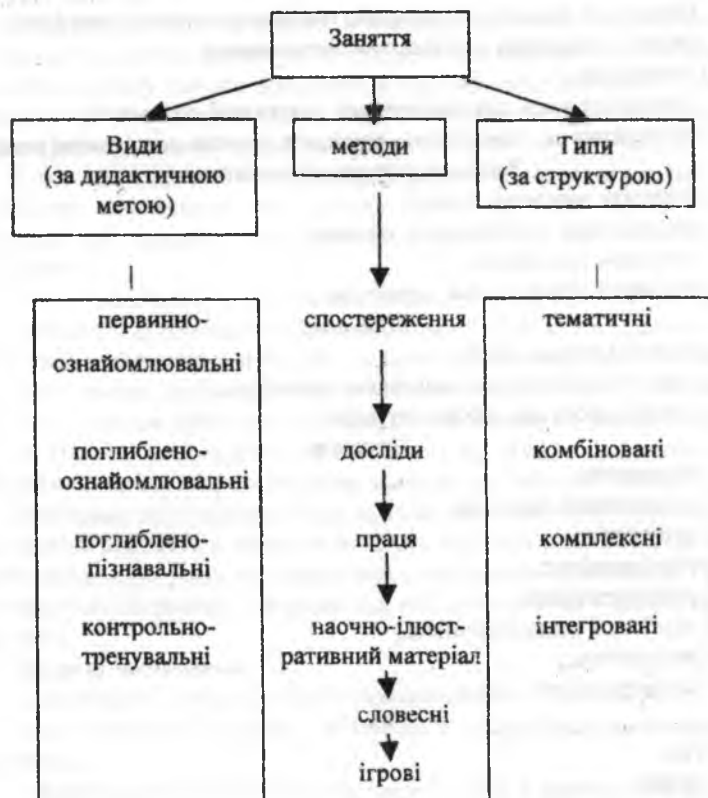 Заняття
Види
(за дидактичною
метою)
методи
Типи
(за структурою)
первинно-
ознайомлювальні
поглиблено-
ознайомлювальні
поглиблено-
пізнавальні
контрольно-
тренувальні
спостереження
досліди
праця
наочно-ілюст-
ративний матеріал
словесні
ігрові
тематичні
комбіновані
комплексні
інтегровані